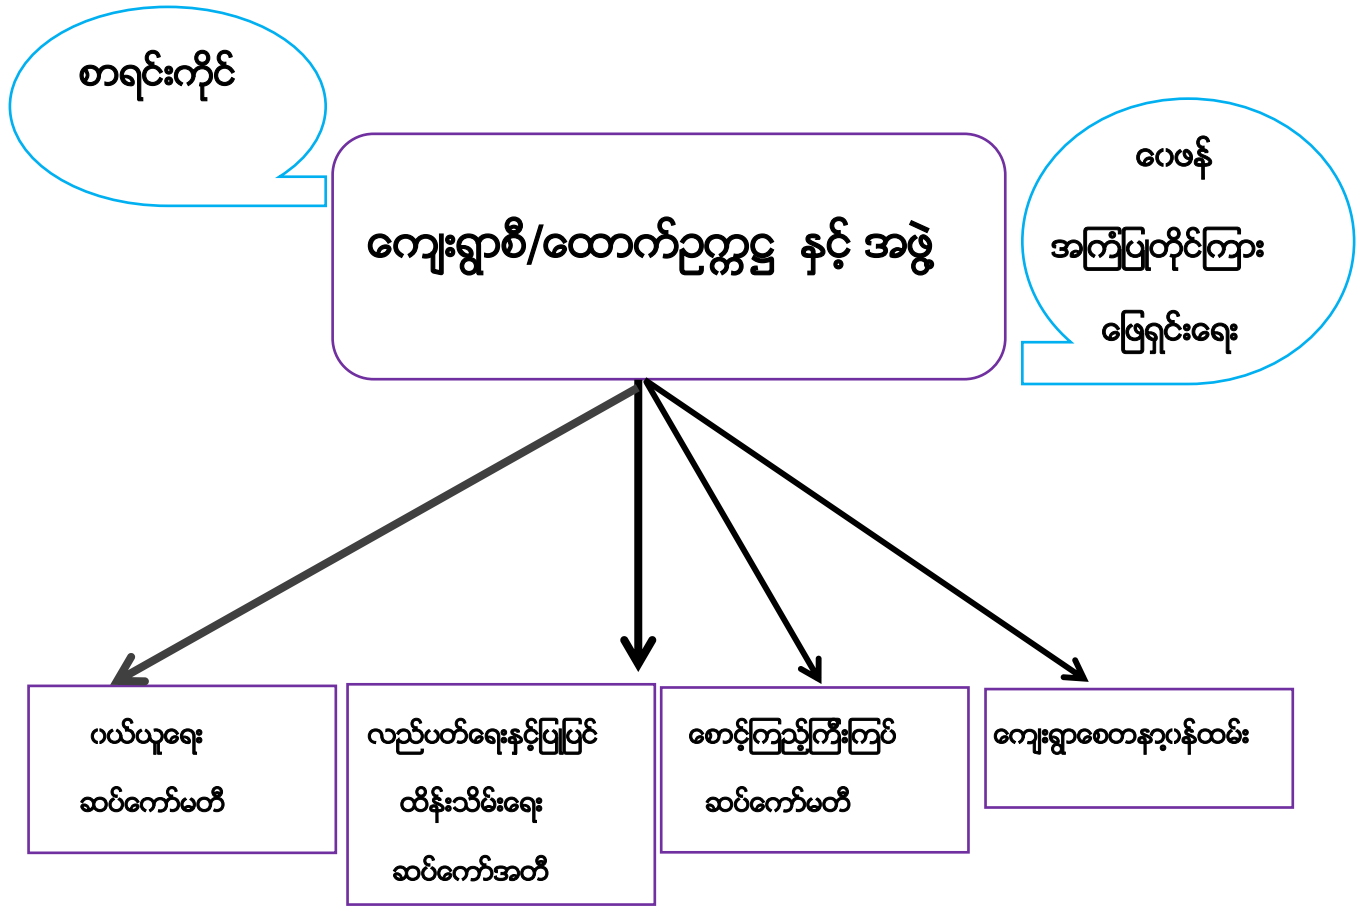 စာရင်းကိုင်
ကျေးရွာစီ/ထောက်ဥက္ကဋ္ဌ နှင့် အဖွဲ့
ဝေဖန်
အကြံပြုတိုင်ကြား
ဖြေရှင်းရေး
ဝယ်ယူရေး
ဆပ်ကော်မတီ
လည်ပတ်ရေးနှင့်ပြုပြင်
ထိန်းသိမ်းရေး
ဆပ်ကော်အတီ
စောင့်ကြည့်ကြီးကြပ်
ဆပ်ကော်မတီ
ကျေးရွာစေတနာ့ဝန်ထမ်း